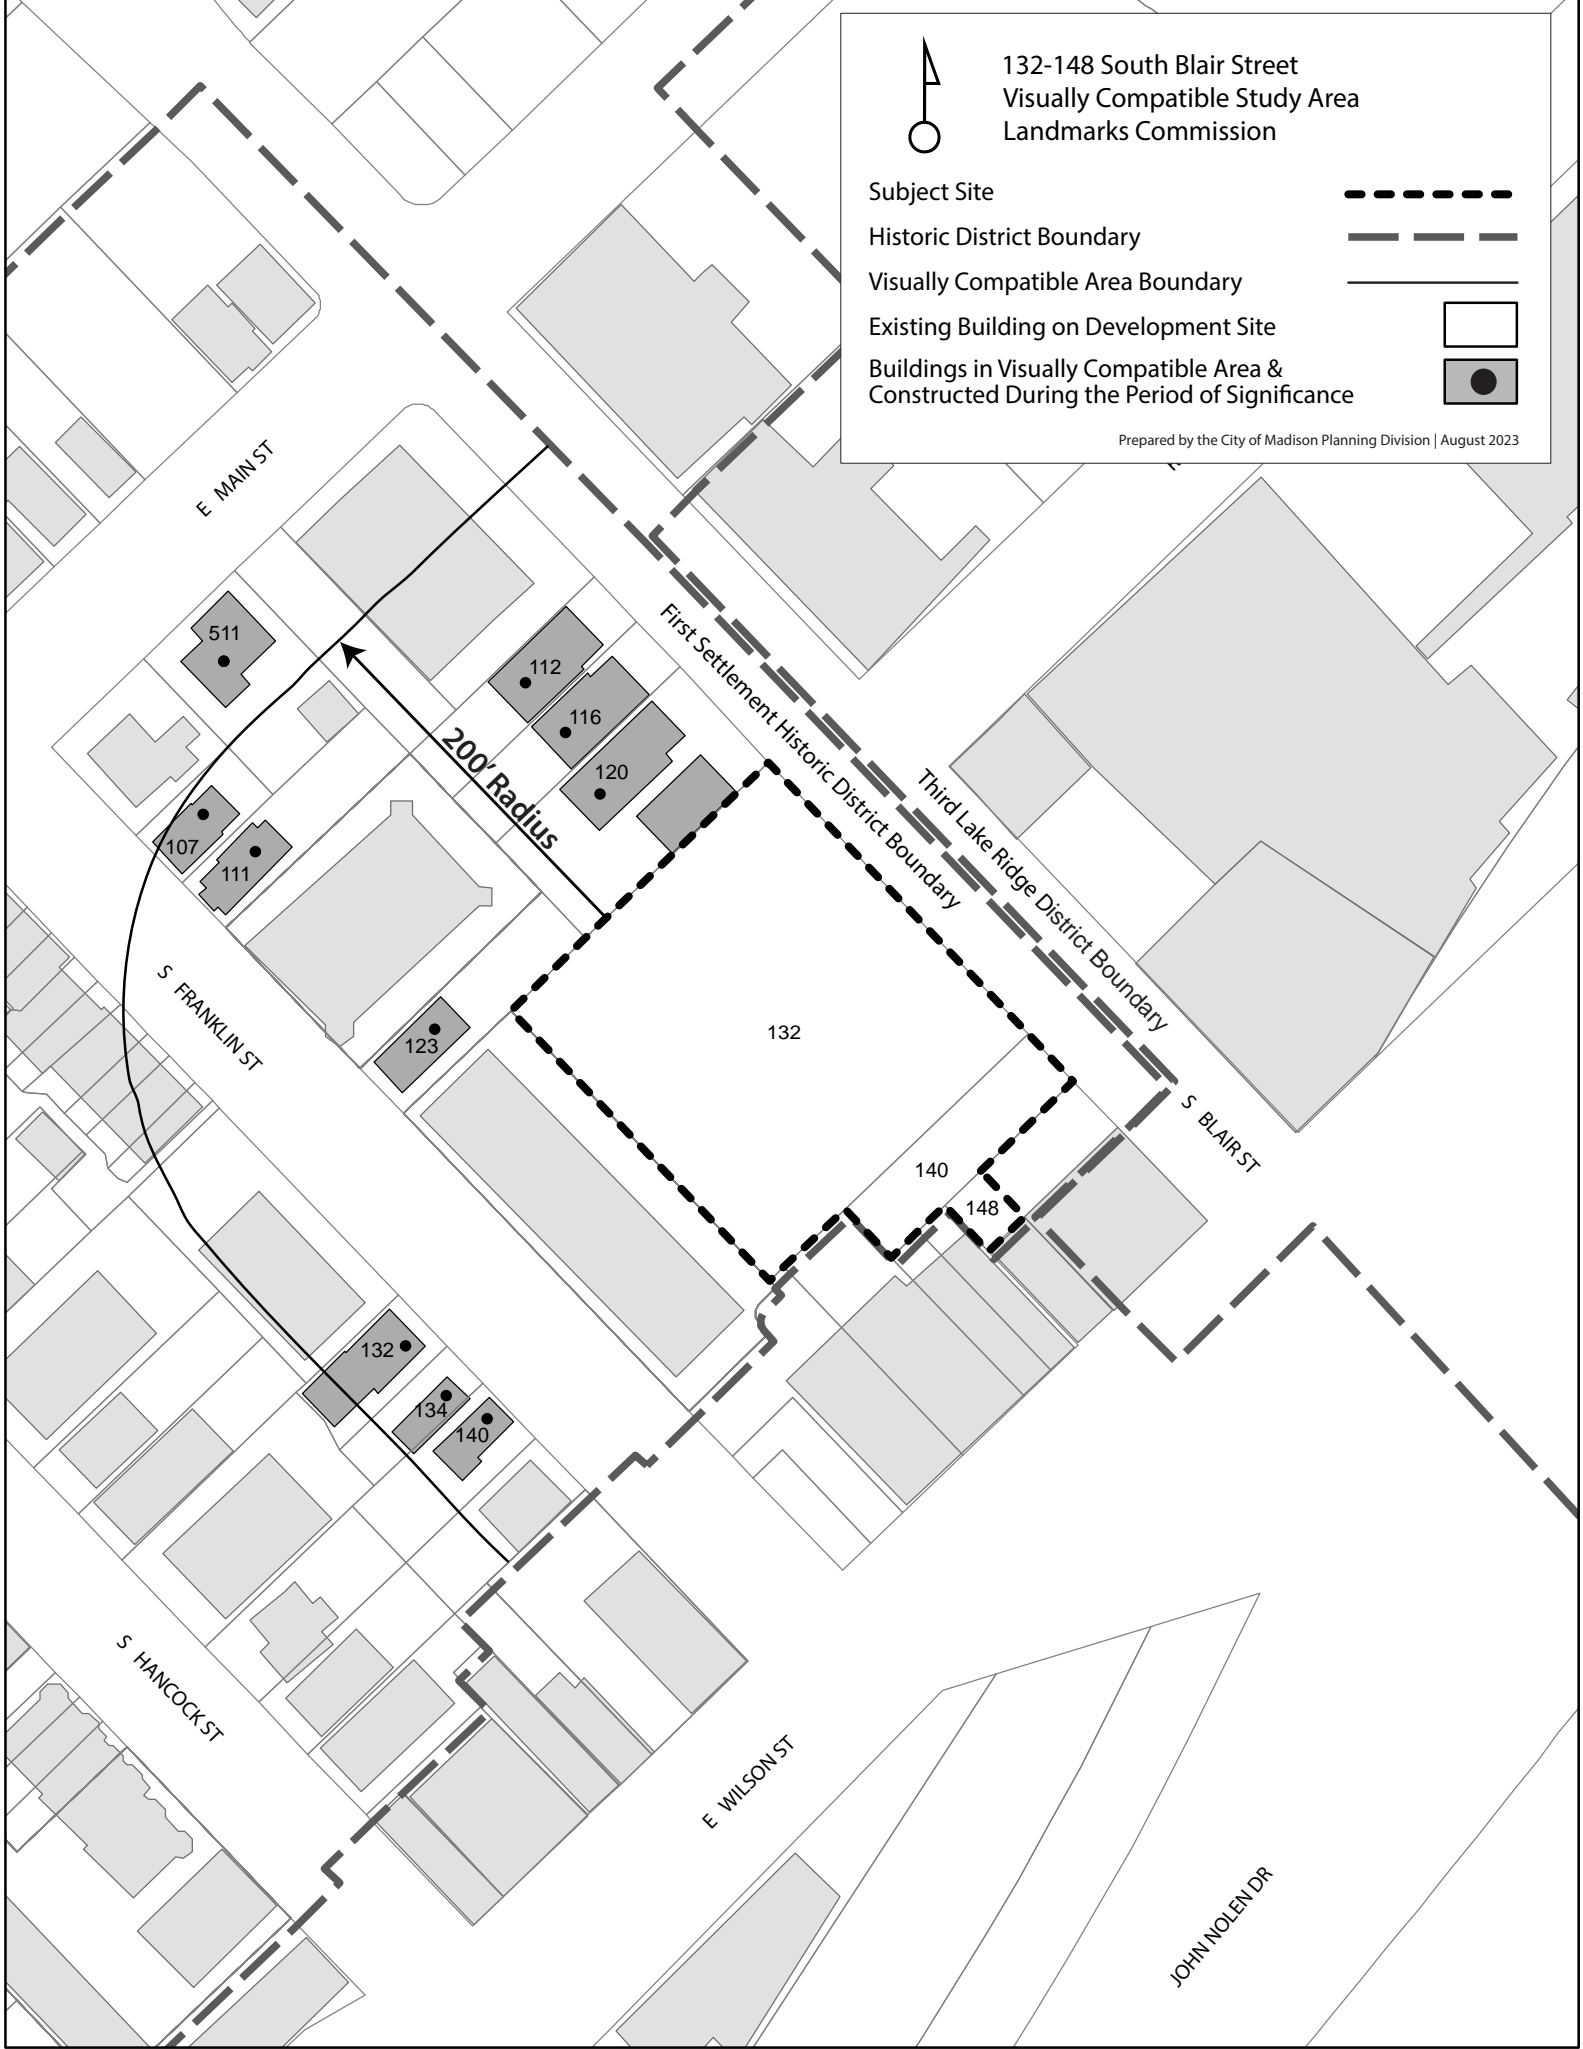 132-148 South Blair Street
Visually Compatible Study Area
Landmarks Commission
Subject Site
Historic District Boundary
Visually Compatible Area Boundary
Existing Building on Development Site
Buildings in Visually Compatible Area &
Constructed During the Period of Significance
Prepared by the City of Madison Planning Division | August 2023
E MAIN ST
511
112
116
120
200' Radius
First Settlement Historic District Boundary
Third Lake Ridge District Boundary
107
111
S FRANKLIN ST
123
132
140
148
S BLAIR ST
132
134
140
S HANCOCK ST
E WILSON ST
JOHN NOLEN DR